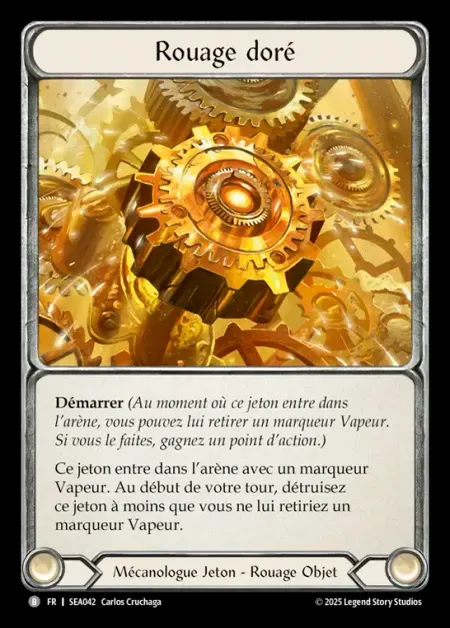 Rouage doré
Démarrer (Au moment où ce jeton entre dans
l'arène, vous pouvez lui retirer un marqueur Vapeur.
Si vous le faites, gagnez un point d'action.)
Ce jeton entre dans l'arène avec un marqueur
Vapeur. Au début de votre tour, détruisez
ce jeton à moins que vous ne lui retiriez un
marqueur Vapeur.
Mécanologue Jeton - Rouage Objet
B FR | SEA042 Carlos Cruchaga
© 2025 Legend Story Studios